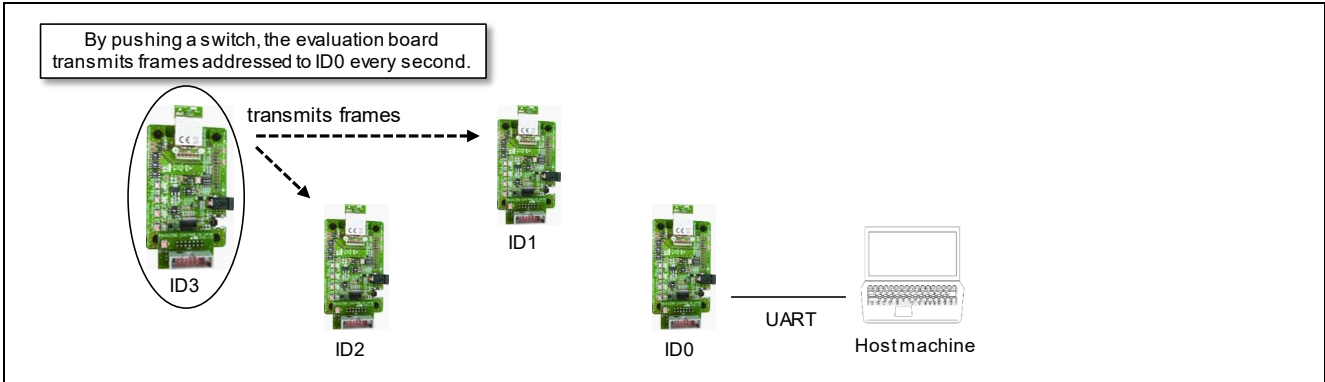 By pushing a switch, the evaluation board
transmits frames addressed to ID0 every second.
transmits frames
ID3
ID1
ID2
ID0
UART
Host machine